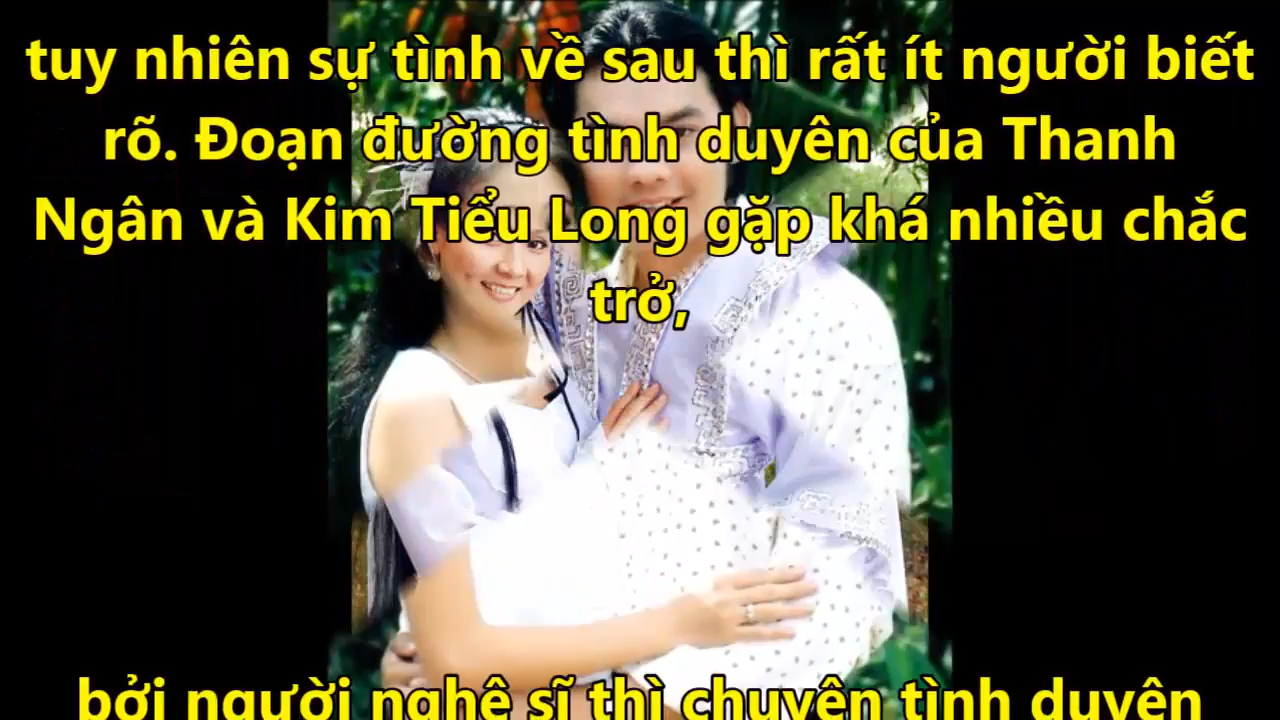 tuy nhiên sự tình về sau thì rất ít người biết
rõ. Đoạn đường tình duyên của Thanh
Ngân và Kim Tiểu Long gặp khá nhiều chắc
trở,
bởi người nghệ sĩ thì chuyện tình duyên